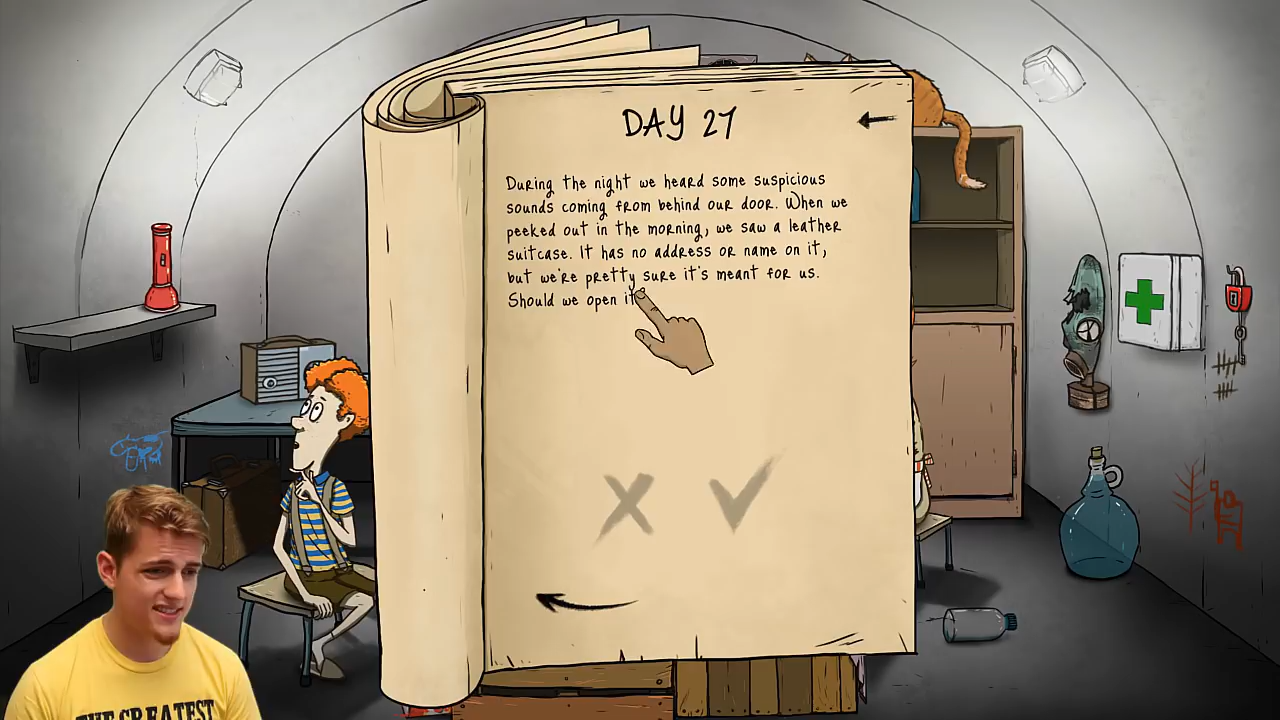 DAY 27
During the night we heard some suspicious
sounds coming from behind our door. When we
peeked out in the morning, we saw a leather
suitcase. It has no address or name on it,
but we're pretty sure it's meant for us.
Should we open it
THE GREATEST